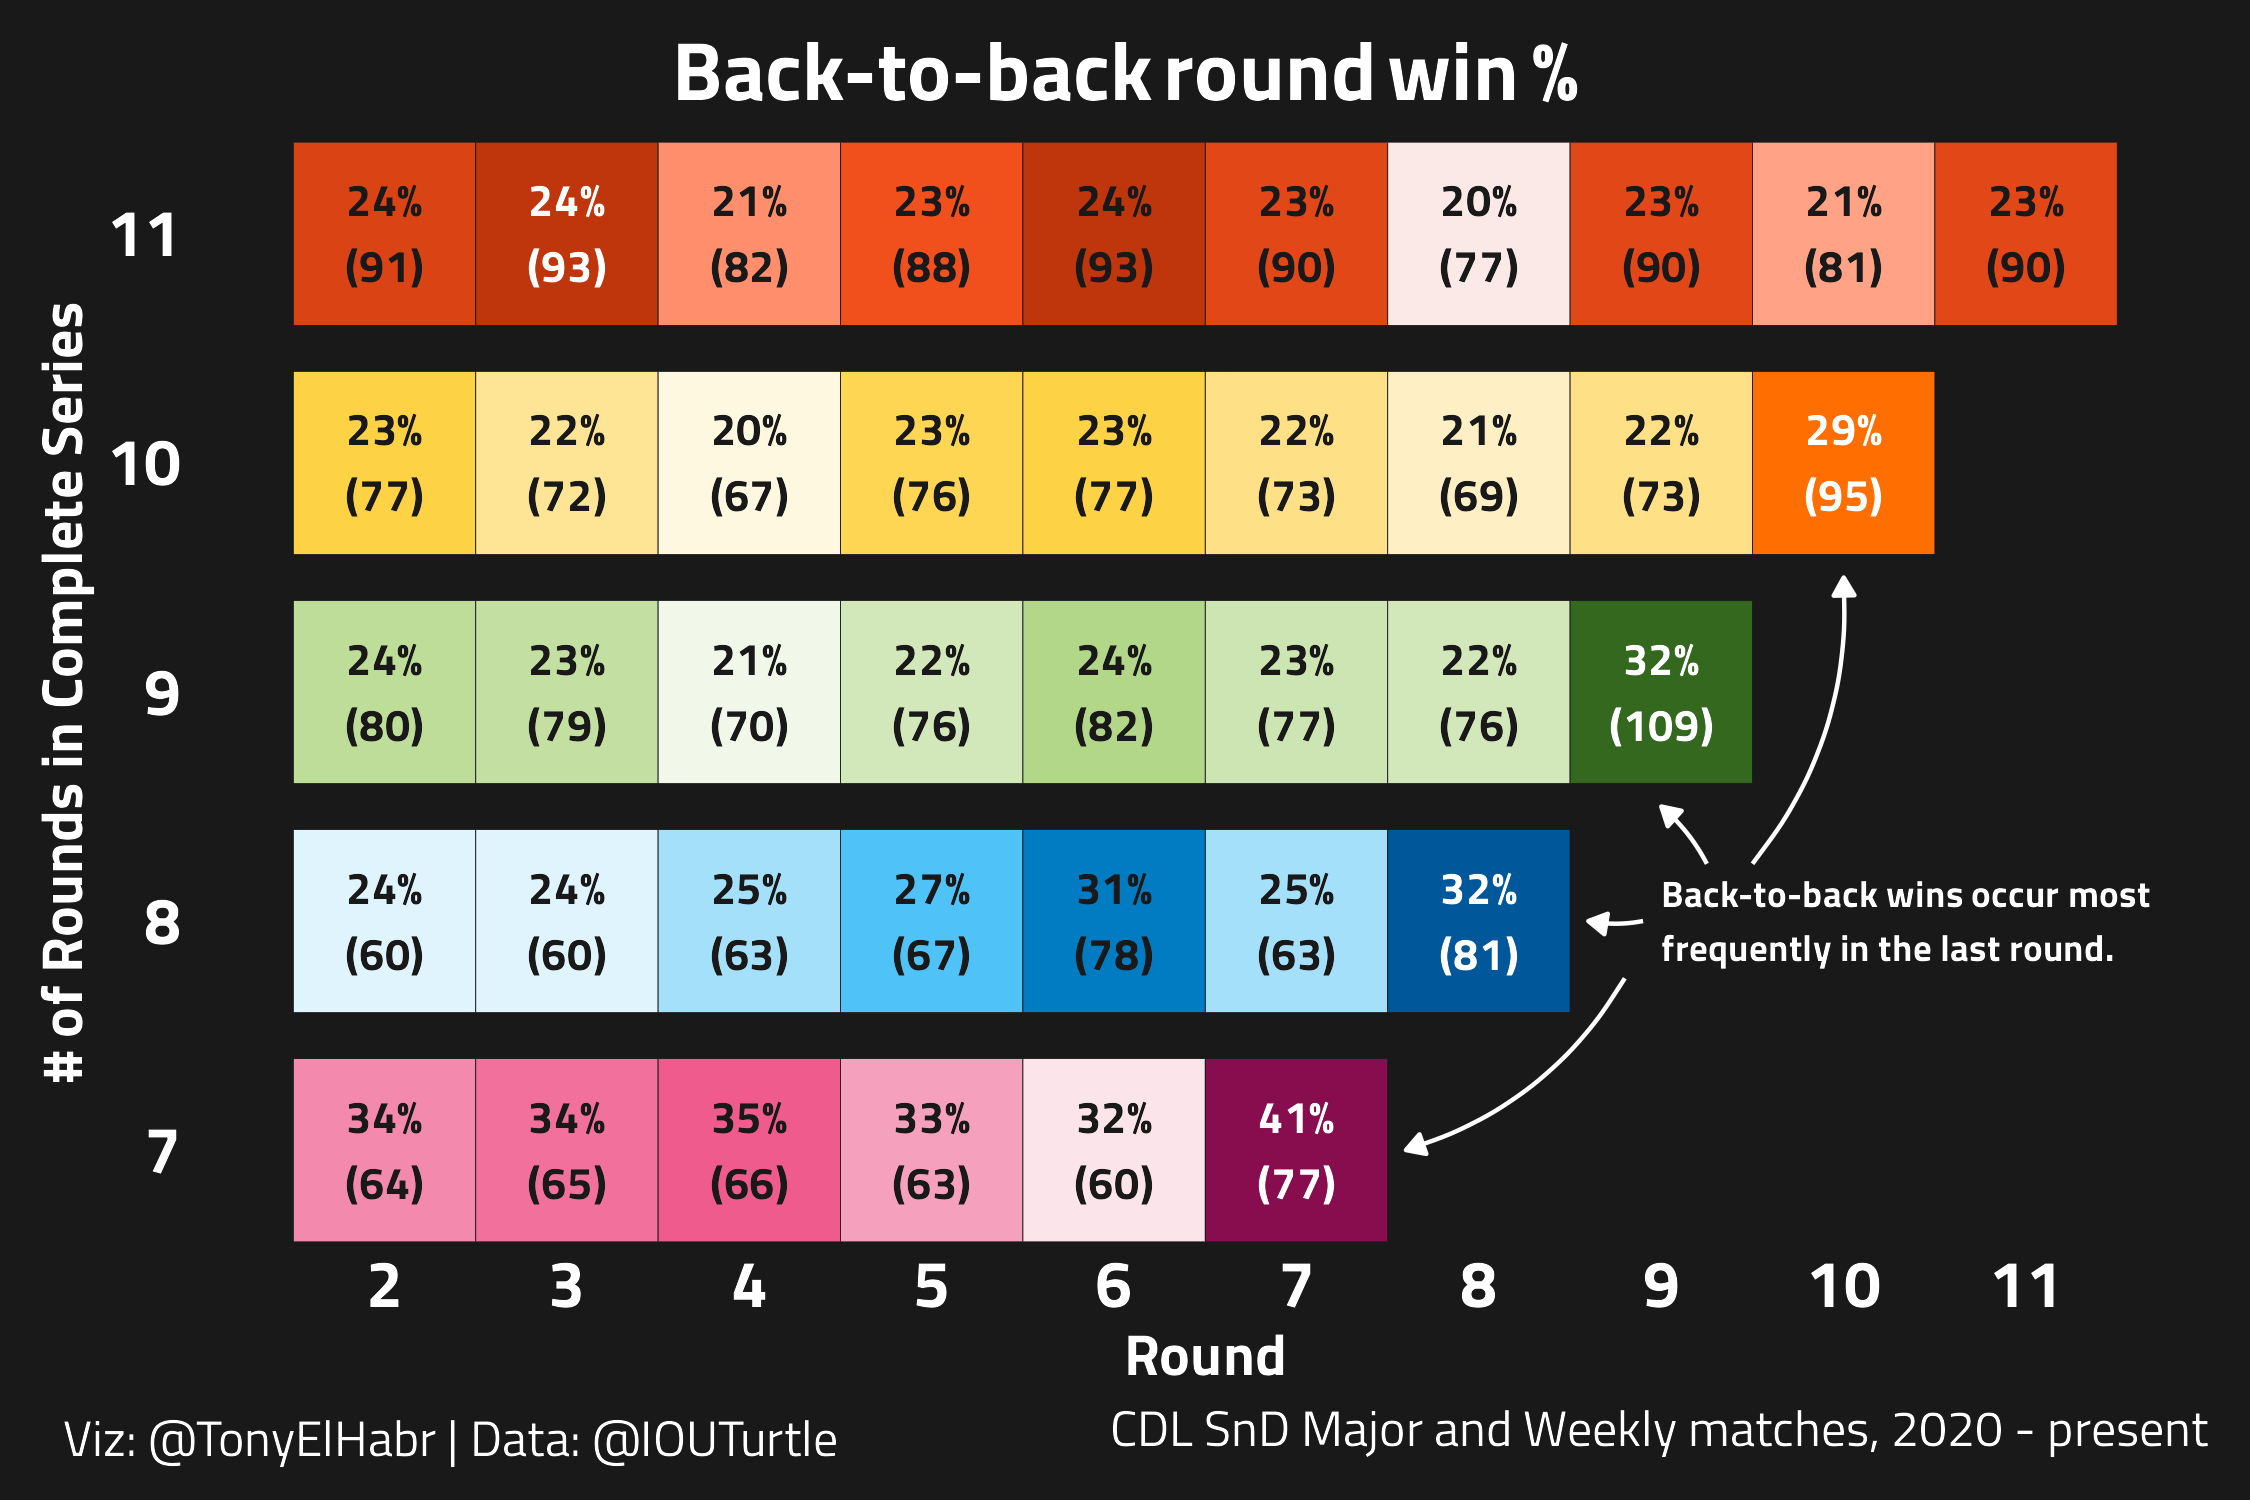 Back-to-back round win %
# of Rounds in Complete Series
11
24% 24% 21% 23% 24% 23% 20% 23% 21% 23%
(91) (93) (82) (88) (93) (90) (77) (90) (81) (90)
10
23% 22% 20% 23% 23% 22% 21% 22% 29%
(77) (72) (67) (76) (77) (73) (69) (73) (95)
9
24% 23% 21% 22% 24% 23% 22% 32%
(80) (79) (70) (76) (82) (77) (76) (109)
8
24% 24% 25% 27% 31% 25% 32%
(60) (60) (63) (67) (78) (63) (81)
Back-to-back wins occur most
frequently in the last round.
7
34% 34% 35% 33% 32% 41%
(64) (65) (66) (63) (60) (77)
2 3 4 5 6 7 8 9 10 11
Round
Viz: @TonyElHabr | Data: @IOUTurtle
CDL SnD Major and Weekly matches, 2020 - present